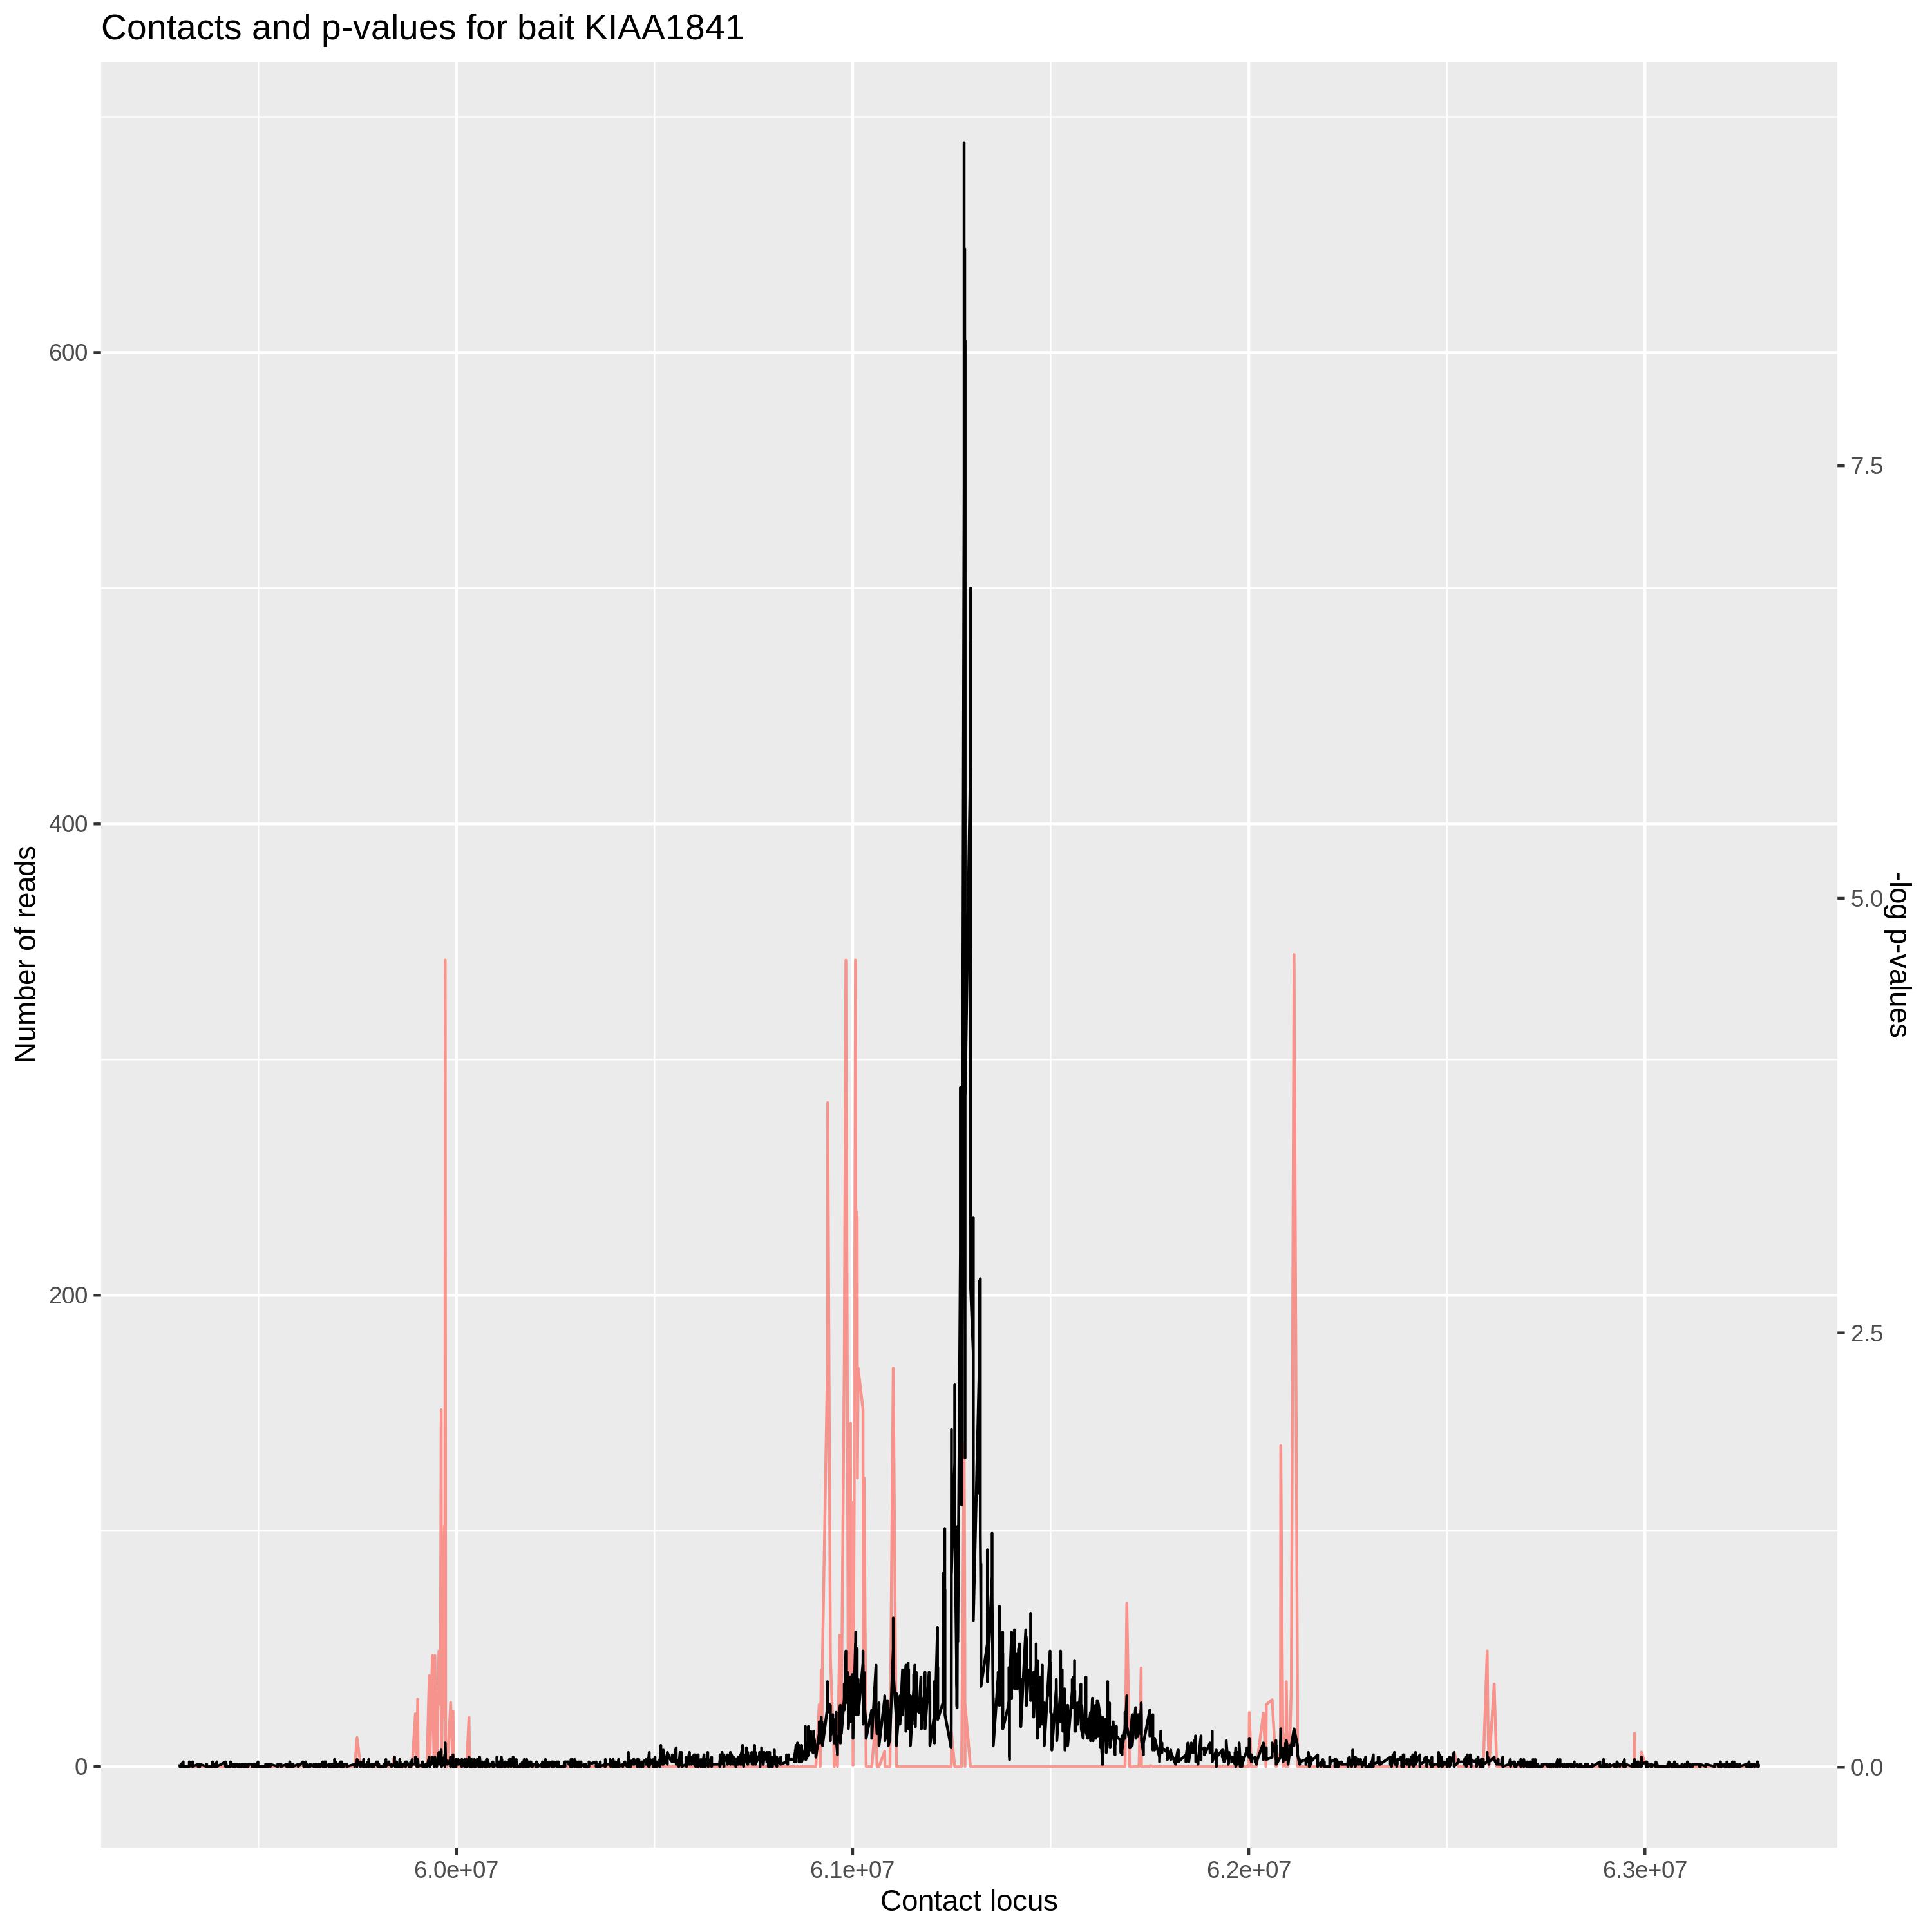 Contacts and p-values for bait KIAA1841
Number of reads
600
400
200
0
7.5
5.0
2.5
0.0
-log p-values
6.0e+07
6.1e+07
6.2e+07
6.3e+07
Contact locus